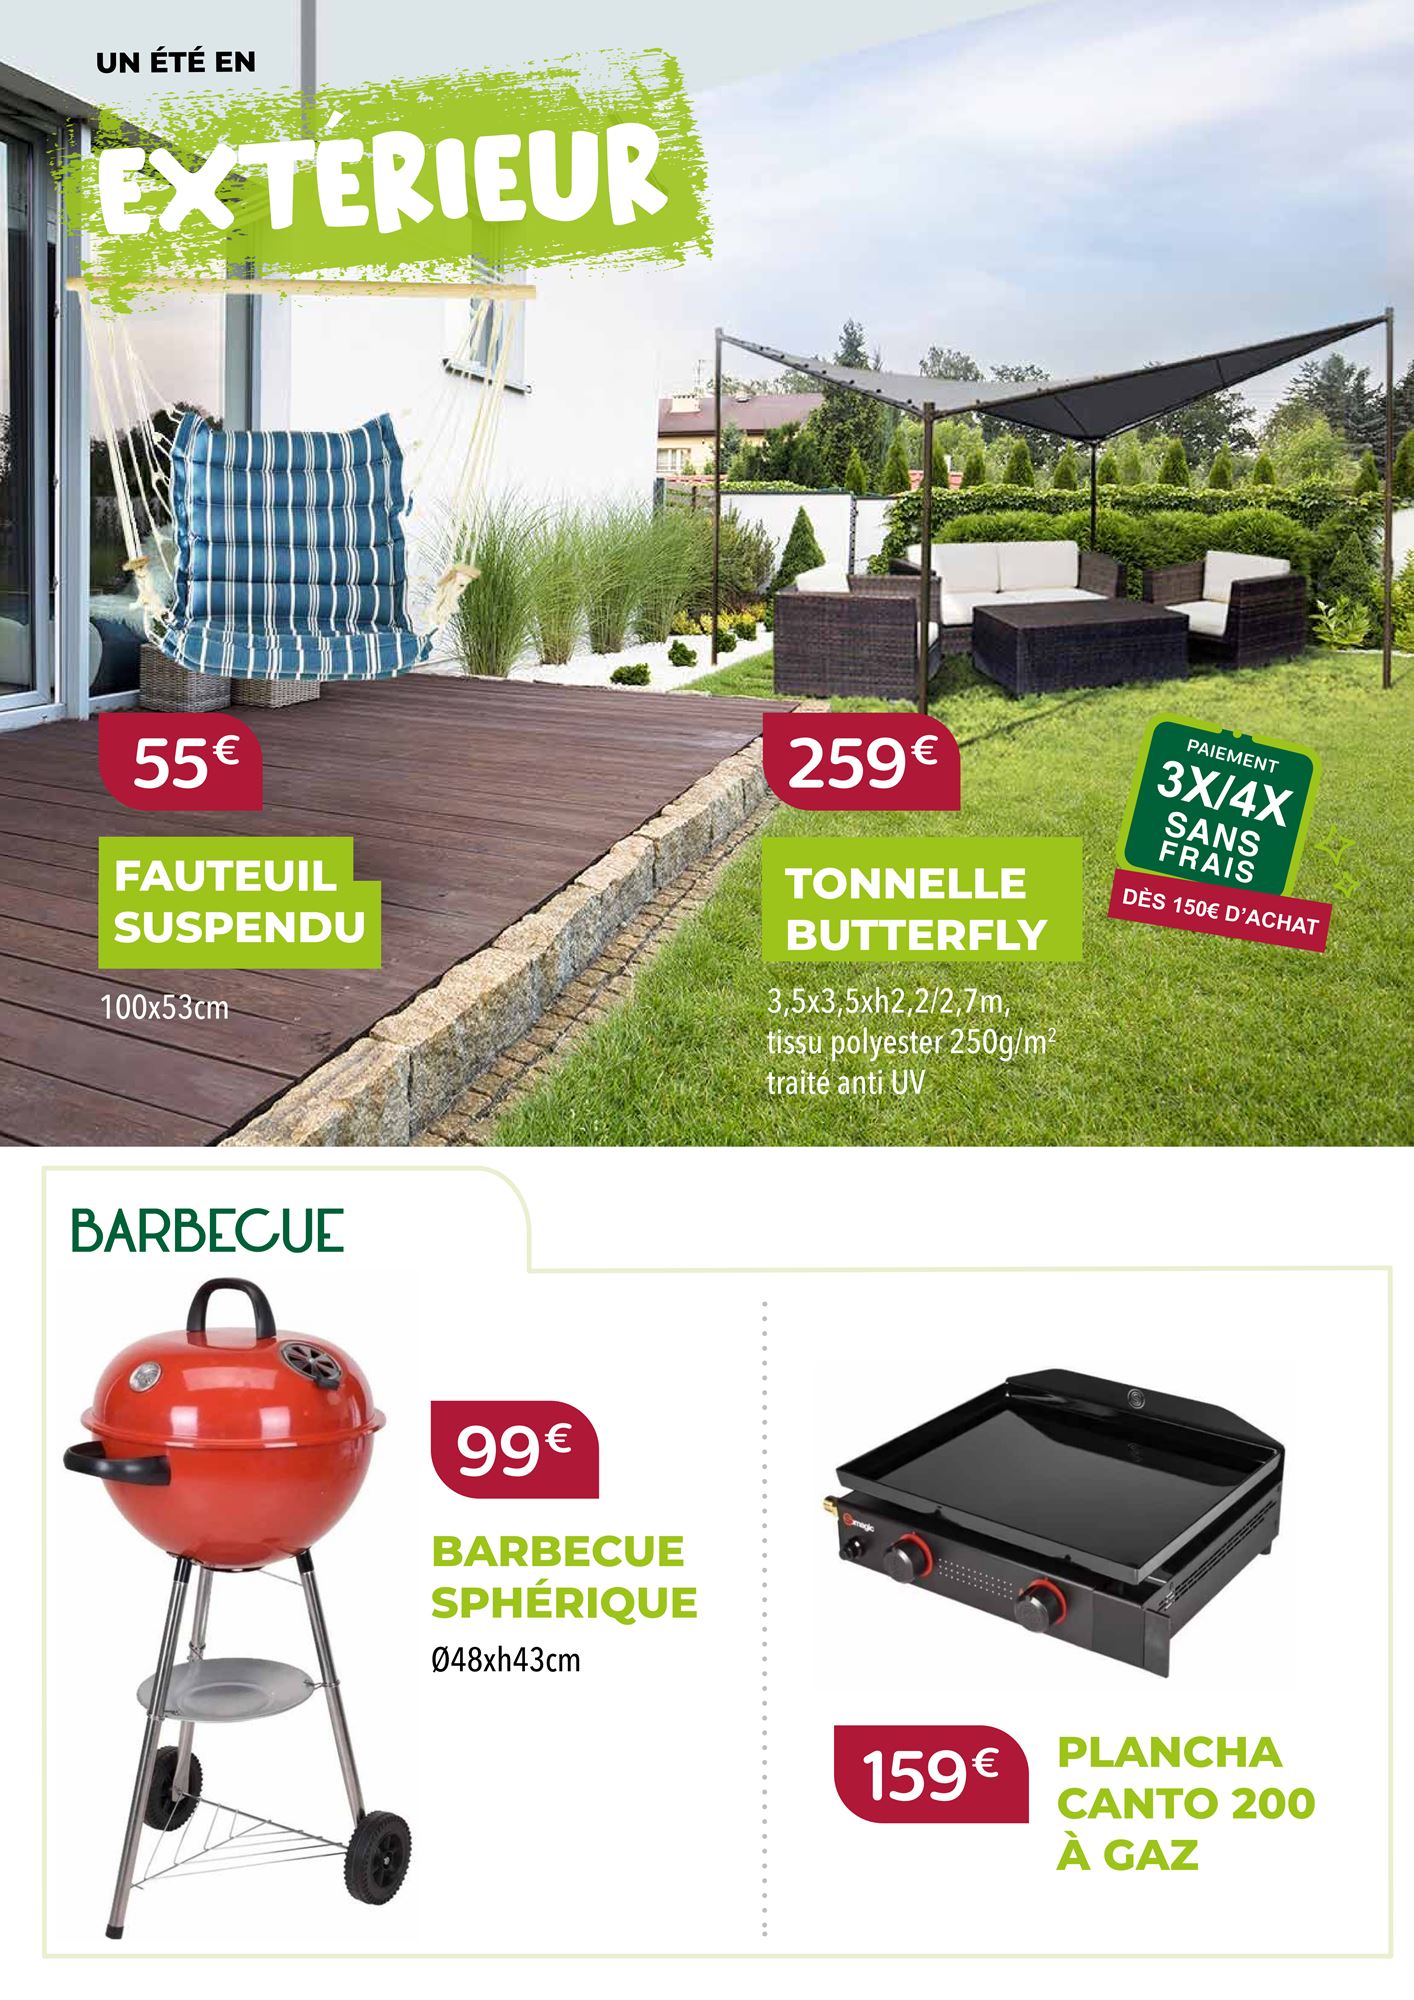 UN ÉTÉ EN
EXTÉRIEUR
55€
FAUTEUIL
SUSPENDU
100x53cm
259€
TONNELLE
BUTTERFLY
3,5x3,5xh2,2/2,7m,
tissu polyester 250g/m²
traité anti UV
PAIEMENT
3X/4X
SANS
FRAIS
DÈS 150€ D'ACHAT
BARBECUE
99€
BARBECUE
SPHÉRIQUE
Ø48xh43cm
159€
PLANCHA
CANTO 200
À GAZ